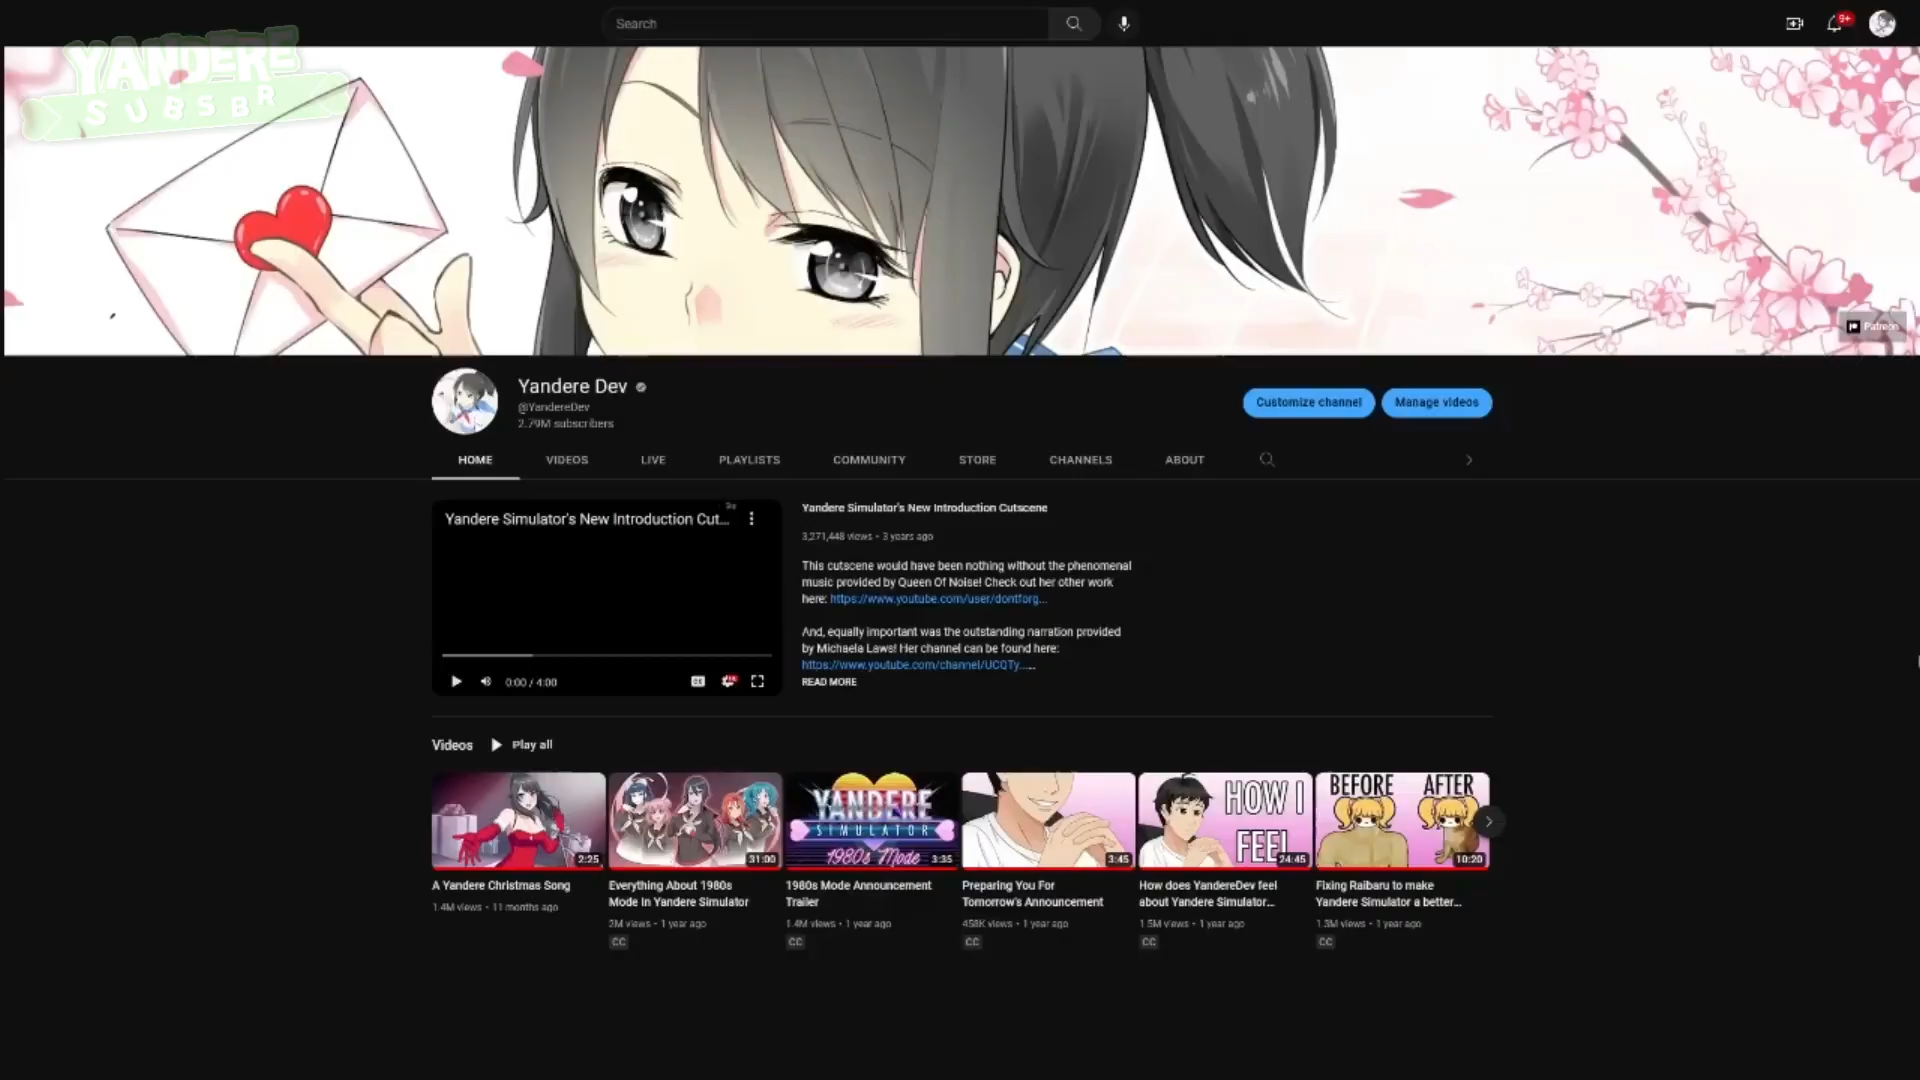 Search
9+
YANDERE
SUBSBR
Patreon
Yandere Dev
@YandereDev
2.79M subscribers
Customize channel
Manage videos
HOME
VIDEOS
LIVE
PLAYLISTS
COMMUNITY
STORE
CHANNELS
ABOUT
Yandere Simulator's New Introduction Cut...
0:00 / 4:00
Yandere Simulator's New Introduction Cutscene
3,271,448 views • 3 years ago
This cutscene would have been nothing without the phenomenal
music provided by Queen Of Noise! Check out her other work
here: https://www.youtube.com/user/dontforg...
And, equally important was the outstanding narration provided
by Michaela Laws! Her channel can be found here:
https://www.youtube.com/channel/UCQTy......
READ MORE
Videos
Play all
2:25
A Yandere Christmas Song
1.4M views • 11 months ago
31:00
Everything About 1980s
Mode In Yandere Simulator
2M views • 1 year ago
CC
YANDERE
SIMULATOR
1980s Mode
3:35
1980s Mode Announcement
Trailer
1.4M views • 1 year ago
CC
3:45
Preparing You For
Tomorrow's Announcement
458K views • 1 year ago
CC
HOW I
FEEL
24:45
How does YandereDev feel
about Yandere Simulator...
1.5M views • 1 year ago
CC
BEFORE AFTER
10:20
Fixing Raibaru to make
Yandere Simulator a better...
1.3M views • 1 year ago
CC